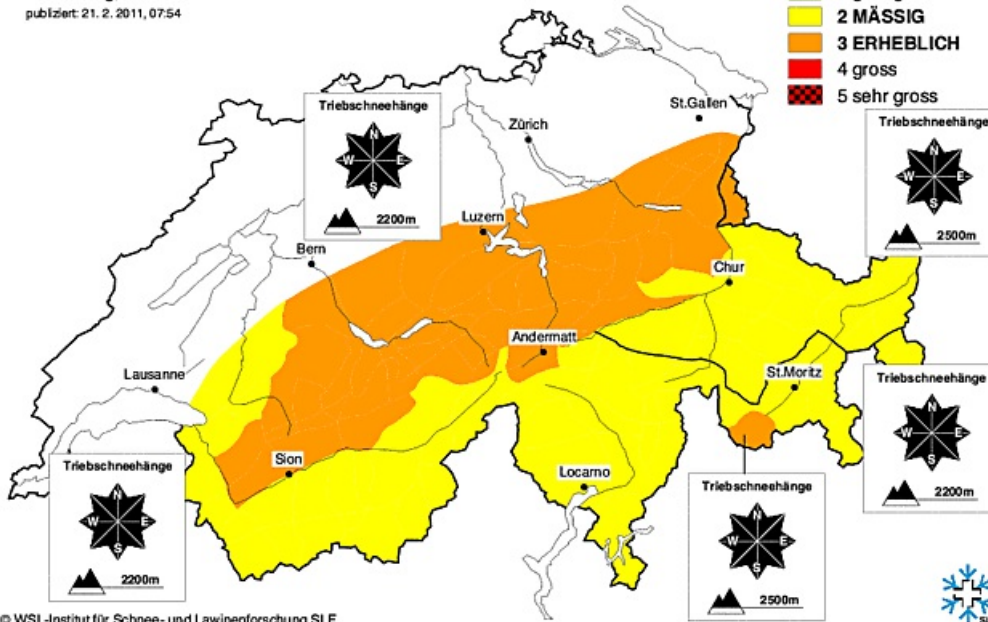 publiziert: 21. 2. 2011, 07:54
2 MÄSSIG
3 ERHEBLICH
4 gross
5 sehr gross
Triebschneehänge
N
W E
S
2200m
St.Gallen
Zürich
Triebschneehänge
N
W E
S
2500m
Luzern
Bern
Chur
Andermatt
Lausanne
St.Moritz
Triebschneehänge
N
W E
S
2200m
Sion
Locarno
Triebschneehänge
N
W E
S
2200m
Triebschneehänge
N
W E
S
2500m
© WSL-Institut für Schnee- und Lawinenforschung SLF